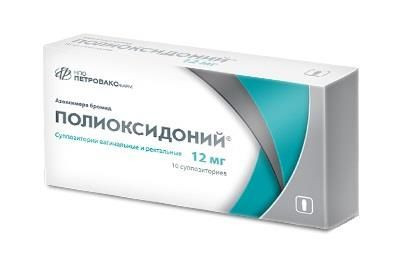 НПО
ПЕТРОВАКС ФАРМ
Азоксимера бромид
ПОЛИОКСИДОНИЙ®
Суппозитории вагинальные и ректальные 12 мг
10 суппозиториев